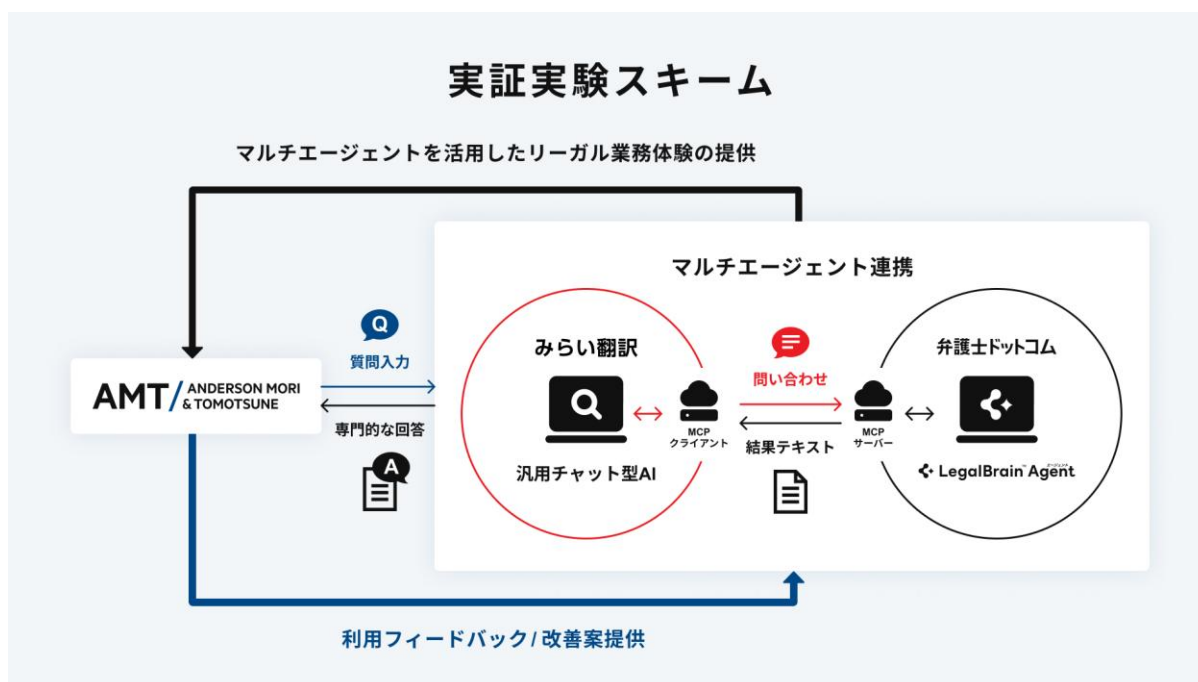 実証実験スキーム
マルチエージェントを活用したリーガル業務体験の提供
マルチエージェント連携
Q
質問入力
専門的な回答
A
AMT/ ANDERSON MORI
& TOMOTSUNE
みらい翻訳
汎用チャット型AI
MCP
クライアント
問い合わせ
結果テキスト
MCP
サーバー
弁護士ドットコム
LegalBrain Agent
エージェント
利用フィードバック/改善案提供